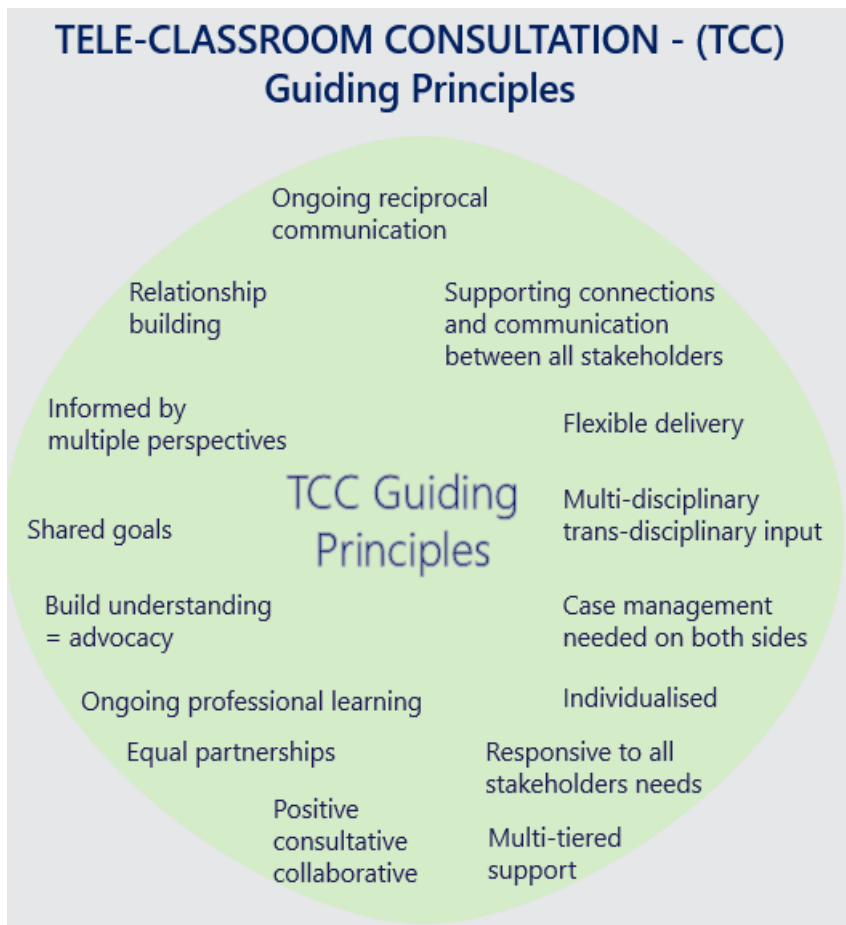 TELE-CLASSROOM CONSULTATION - (TCC)
Guiding Principles
Ongoing reciprocal
communication
Relationship
building
Supporting connections
and communication
between all stakeholders
Informed by
multiple perspectives
Flexible delivery
TCC Guiding
Principles
Multi-disciplinary
trans-disciplinary input
Shared goals
Build understanding
= advocacy
Case management
needed on both sides
Ongoing professional learning
Individualised
Equal partnerships
Responsive to all
stakeholders needs
Positive
consultative
collaborative
Multi-tiered
support